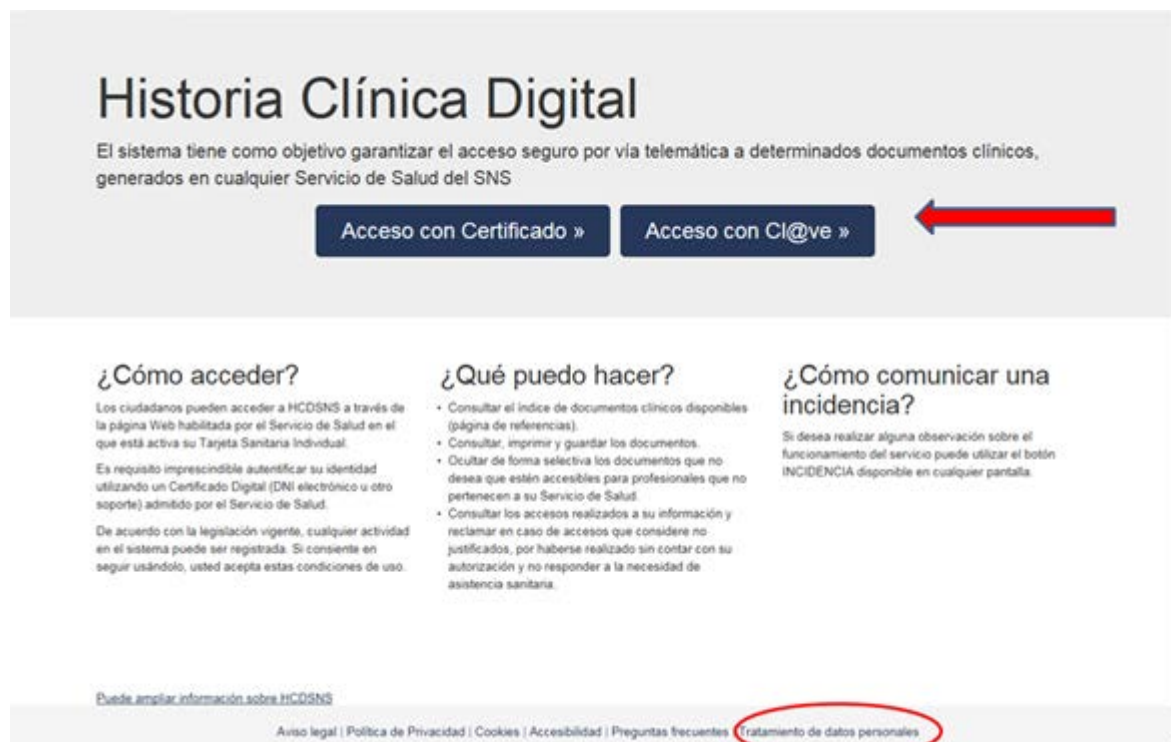 Historia Clínica Digital
El sistema tiene como objetivo garantizar el acceso seguro por vía telemática a determinados documentos clínicos,
generados en cualquier Servicio de Salud del SNS
Acceso con Certificado »
Acceso con Cl@ve »
¿Cómo acceder?
Los ciudadanos pueden acceder a HCDSNS a través de
la página Web habilitada por el Servicio de Salud en el
que está activa su Tarjeta Sanitaria Individual.
Es requisito imprescindible autentificar su identidad
utilizando un Certificado Digital (DNI electrónico u otro
soporte) admitido por el Servicio de Salud.
De acuerdo con la legislación vigente, cualquier actividad
en el sistema puede ser registrada. Si consiente en
seguir usándolo, usted acepta estas condiciones de uso.
¿Qué puedo hacer?
• Consultar el índice de documentos clínicos disponibles
(página de referencias).
• Consultar, imprimir y guardar los documentos.
• Ocultar de forma selectiva los documentos que no
desea que estén accesibles para profesionales que no
pertenecen a su Servicio de Salud.
• Consultar los accesos realizados a su información y
reclamar en caso de accesos que considere no
justificados, por haberse realizado sin contar con su
autorización y no responder a la necesidad de
asistencia sanitaria.
¿Cómo comunicar una
incidencia?
Si desea realizar alguna observación sobre el
funcionamiento del servicio puede utilizar el botón
INCIDENCIA disponible en cualquier pantalla.
Puede ampliar información sobre HCDSNS
Aviso legal | Política de Privacidad | Cookies | Accesibilidad | Preguntas frecuentes | Tratamiento de datos personales